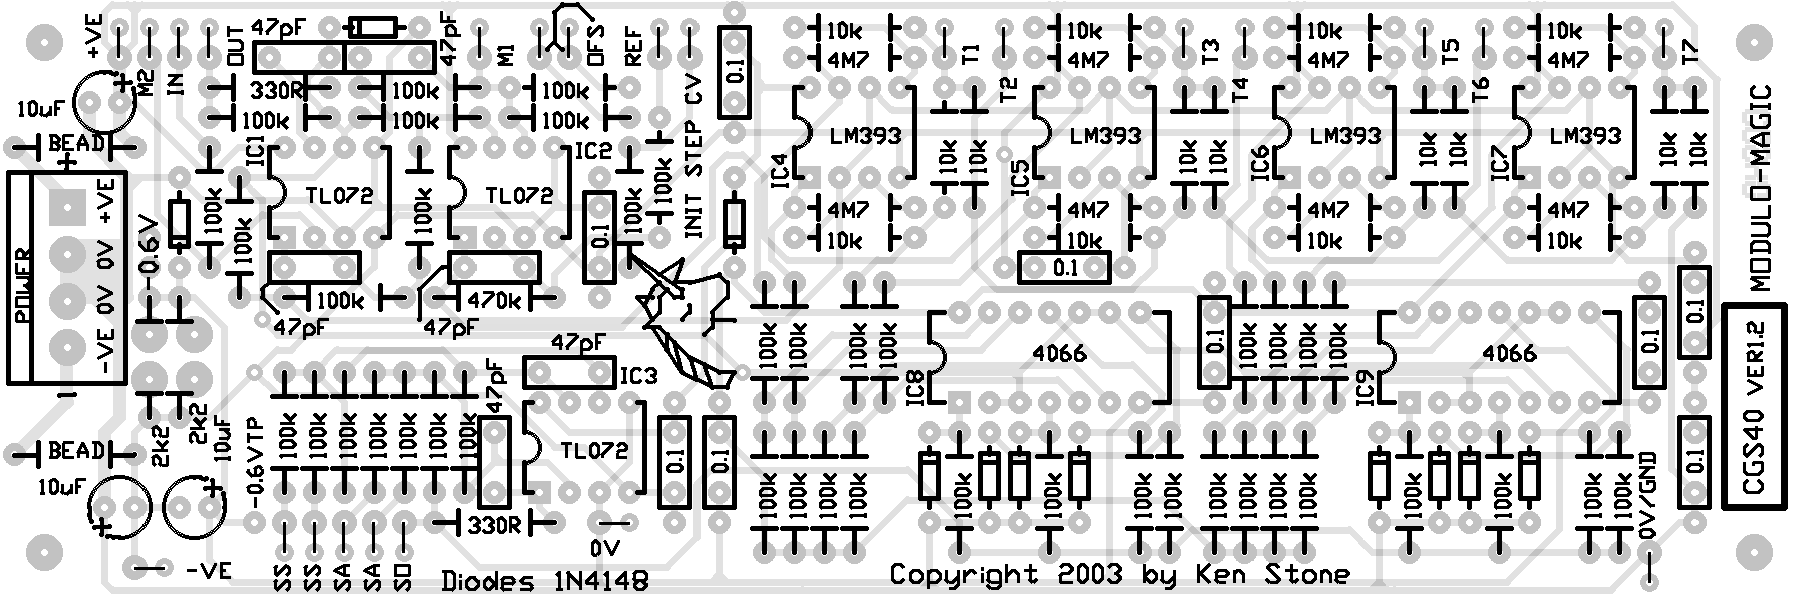 +VE
M2
IN
OUT
47pF
47pF
M1
OFS
REF
INIT STEP CV
0.1
10k
4M7
T1
T2
10k
4M7
T3
T4
10k
4M7
T5
T6
10k
4M7
T7
10uF
330R
100k
100k
100k
100k
100k
BEAD
+
IC1
TL072
IC2
TL072
100k
100k
100k
100k
100k
0.1
IC4
LM393
10k
10k
IC5
LM393
10k
10k
IC6
LM393
10k
10k
IC7
LM393
10k
10k
4M7
10k
4M7
10k
4M7
10k
4M7
10k
0.1
POWER
+VE
0V
0V
-VE
-0.6V
100k
470k
47pF
47pF
47pF
47pF
IC3
TL072
0.1
0.1
2k2
2k2
10uF
BEAD
10uF
-VE
-0.6VTP
100k
100k
100k
100k
100k
100k
100k
330R
0V
SS
SS
SA
SA
SO
Diodes 1N4148
100k
100k
100k
100k
IC8
4066
0.1
100k
100k
100k
100k
IC9
4066
0.1
0.1
0.1
100k
100k
100k
100k
100k
100k
100k
100k
100k
100k
100k
100k
100k
100k
0V/GND
Copyright 2003 by Ken Stone
MODULO-MAGIC
CGS40 VER1.2